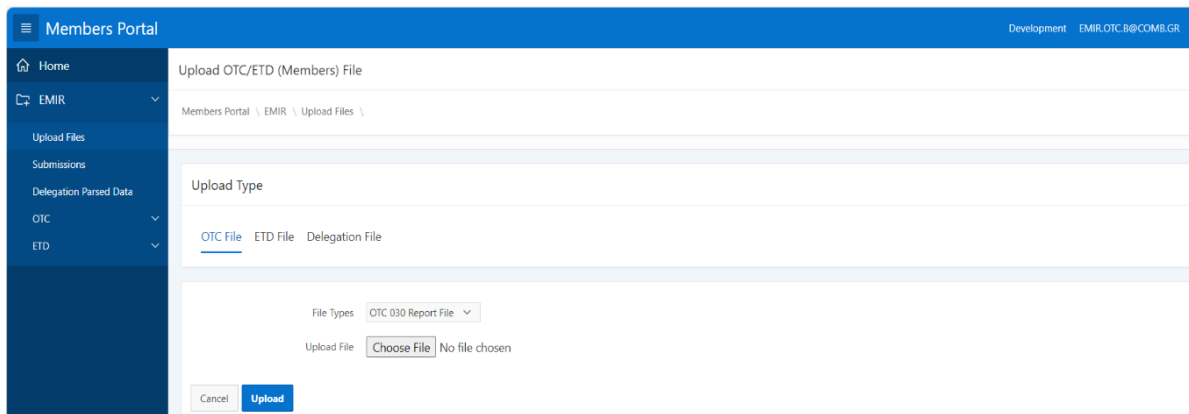 Members Portal
Development EMIR.OTC.B@COMB.GR
Home
EMIR
Upload Files
Submissions
Delegation Parsed Data
OTC
ETD
Upload OTC/ETD (Members) File
Members Portal \ EMIR \ Upload Files \
Upload Type
OTC File ETD File Delegation File
File Types OTC 030 Report File
Upload File Choose File No file chosen
Cancel Upload